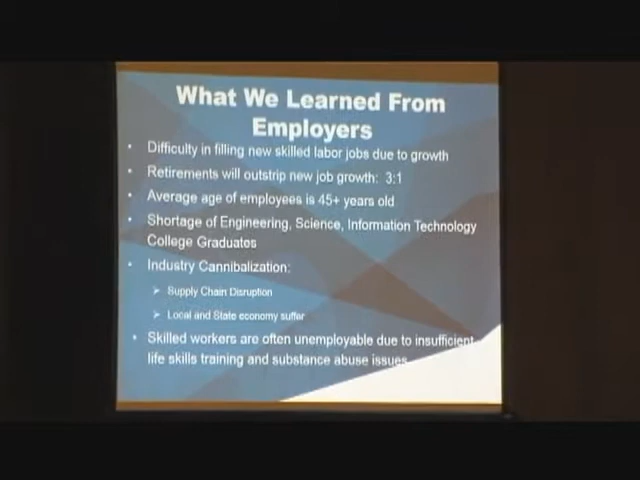 What We Learned From
Employers
• Difficulty in filling new skilled labor jobs due to growth
• Retirements will outstrip new job growth: 3:1
• Average age of employees is 45+ years old
• Shortage of Engineering, Science, Information Technology
College Graduates
• Industry Cannibalization:
➢ Supply Chain Disruption
➢ Local and State economy suffer
• Skilled workers are often unemployable due to insufficient
life skills training and substance abuse issues